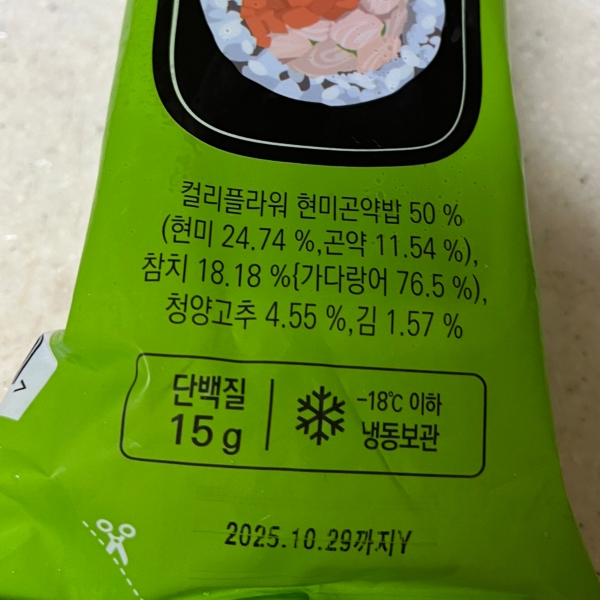 컬리플라워 현미곤약밥 50 %
(현미 24.74 %,곤약 11.54 %),
참치 18.18 %{가다랑어 76.5 %),
청양고추 4.55 %,김 1.57 %
단백질
15 g
-18℃ 이하
냉동보관
2025.10.29까지Y